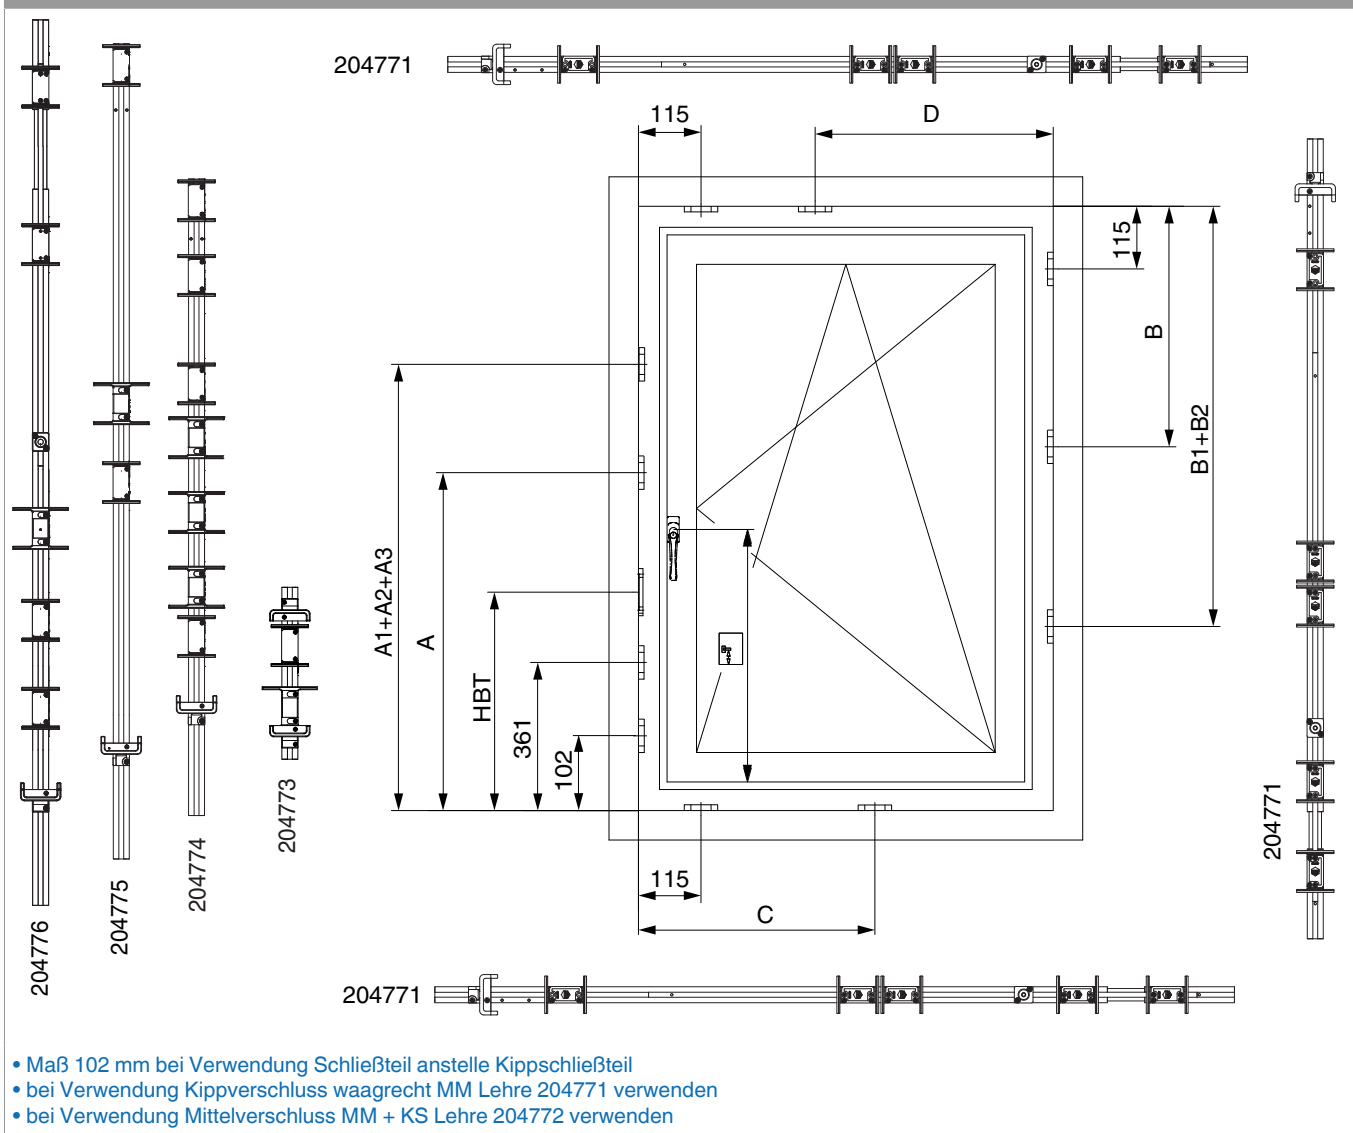 204771
115
D
115
B
B1+B2
A1+A2+A3
A
HBT
361
102
204776
204775
204774
204773
204771
115
C
204771
• Maß 102 mm bei Verwendung Schließteil anstelle Kippschließteil
• bei Verwendung Kippverschluss waagrecht MM Lehre 204771 verwenden
• bei Verwendung Mittelverschluss MM + KS Lehre 204772 verwenden